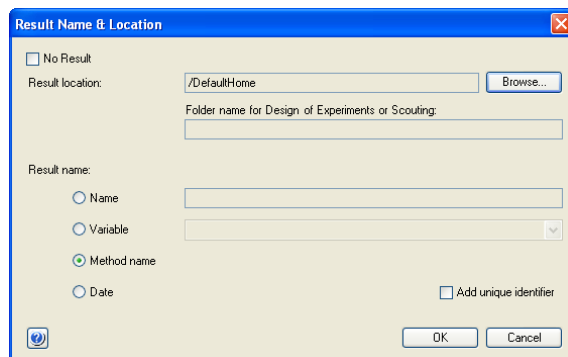 Result Name & Location
No Result
Result location:
/DefaultHome
Browse...
Folder name for Design of Experiments or Scouting:
Result name:
Name
Variable
Method name
Date
Add unique identifier
OK
Cancel